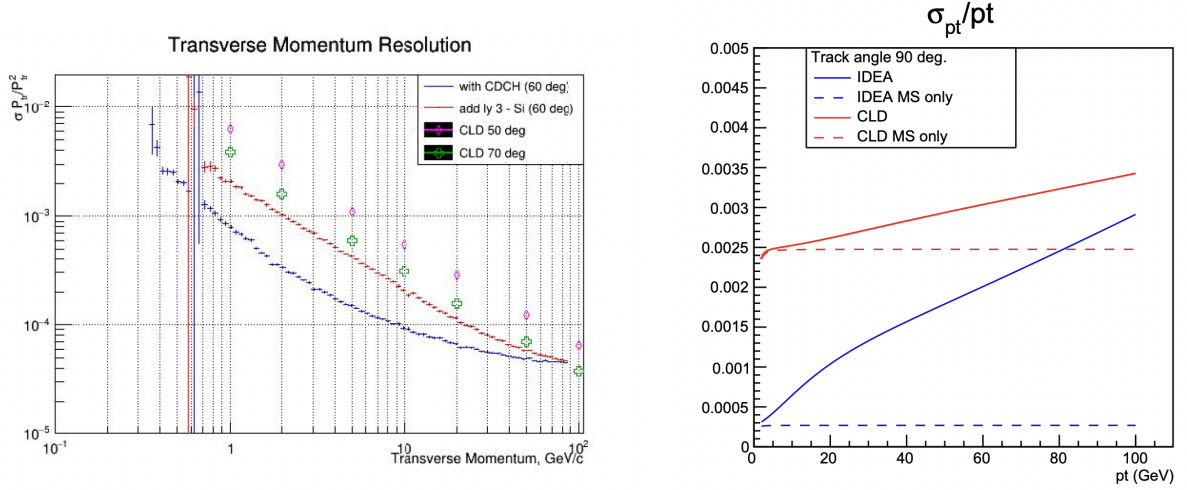 Transverse Momentum Resolution
σ P_tr/P²_tr
10⁻²
10⁻³
10⁻⁴
10⁻⁵
with CDCH (60 deg)
add ly 3 - Si (60 deg)
CLD 50 deg
CLD 70 deg
10⁻¹ 1 10 10²
Transverse Momentum, GeV/c
σ_pt/pt
0.005
0.0045
0.004
0.0035
0.003
0.0025
0.002
0.0015
0.001
0.0005
0
Track angle 90 deg.
IDEA
IDEA MS only
CLD
CLD MS only
0 20 40 60 80 100
pt (GeV)